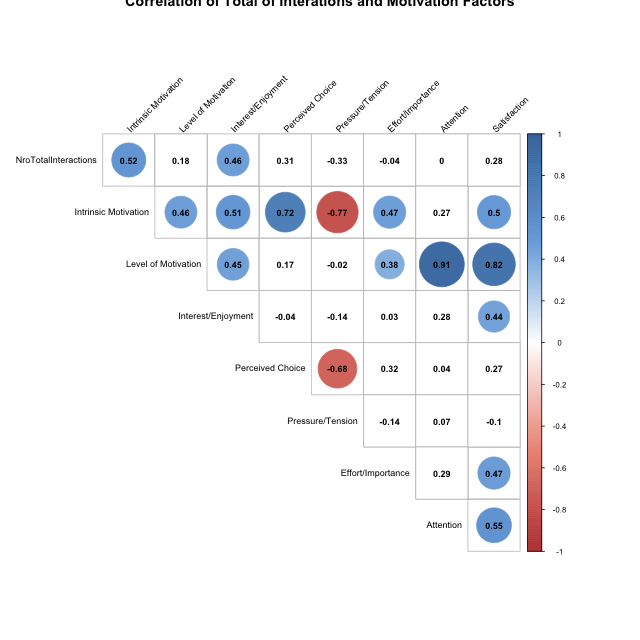 Correlation of Total of Interations and Motivation Factors
Intrinsic Motivation
Level of Motivation
Interest/Enjoyment
Perceived Choice
Pressure/Tension
Effort/Importance
Attention
Satisfaction
NroTotalInteractions 0.52 0.18 0.46 0.31 -0.33 -0.04 0 0.28
Intrinsic Motivation 0.46 0.51 0.72 -0.77 0.47 0.27 0.5
Level of Motivation 0.45 0.17 -0.02 0.38 0.91 0.82
Interest/Enjoyment -0.04 -0.14 0.03 0.28 0.44
Perceived Choice -0.68 0.32 0.04 0.27
Pressure/Tension -0.14 0.07 -0.1
Effort/Importance 0.29 0.47
Attention 0.55
1
0.8
0.6
0.4
0.2
0
-0.2
-0.4
-0.6
-0.8
-1